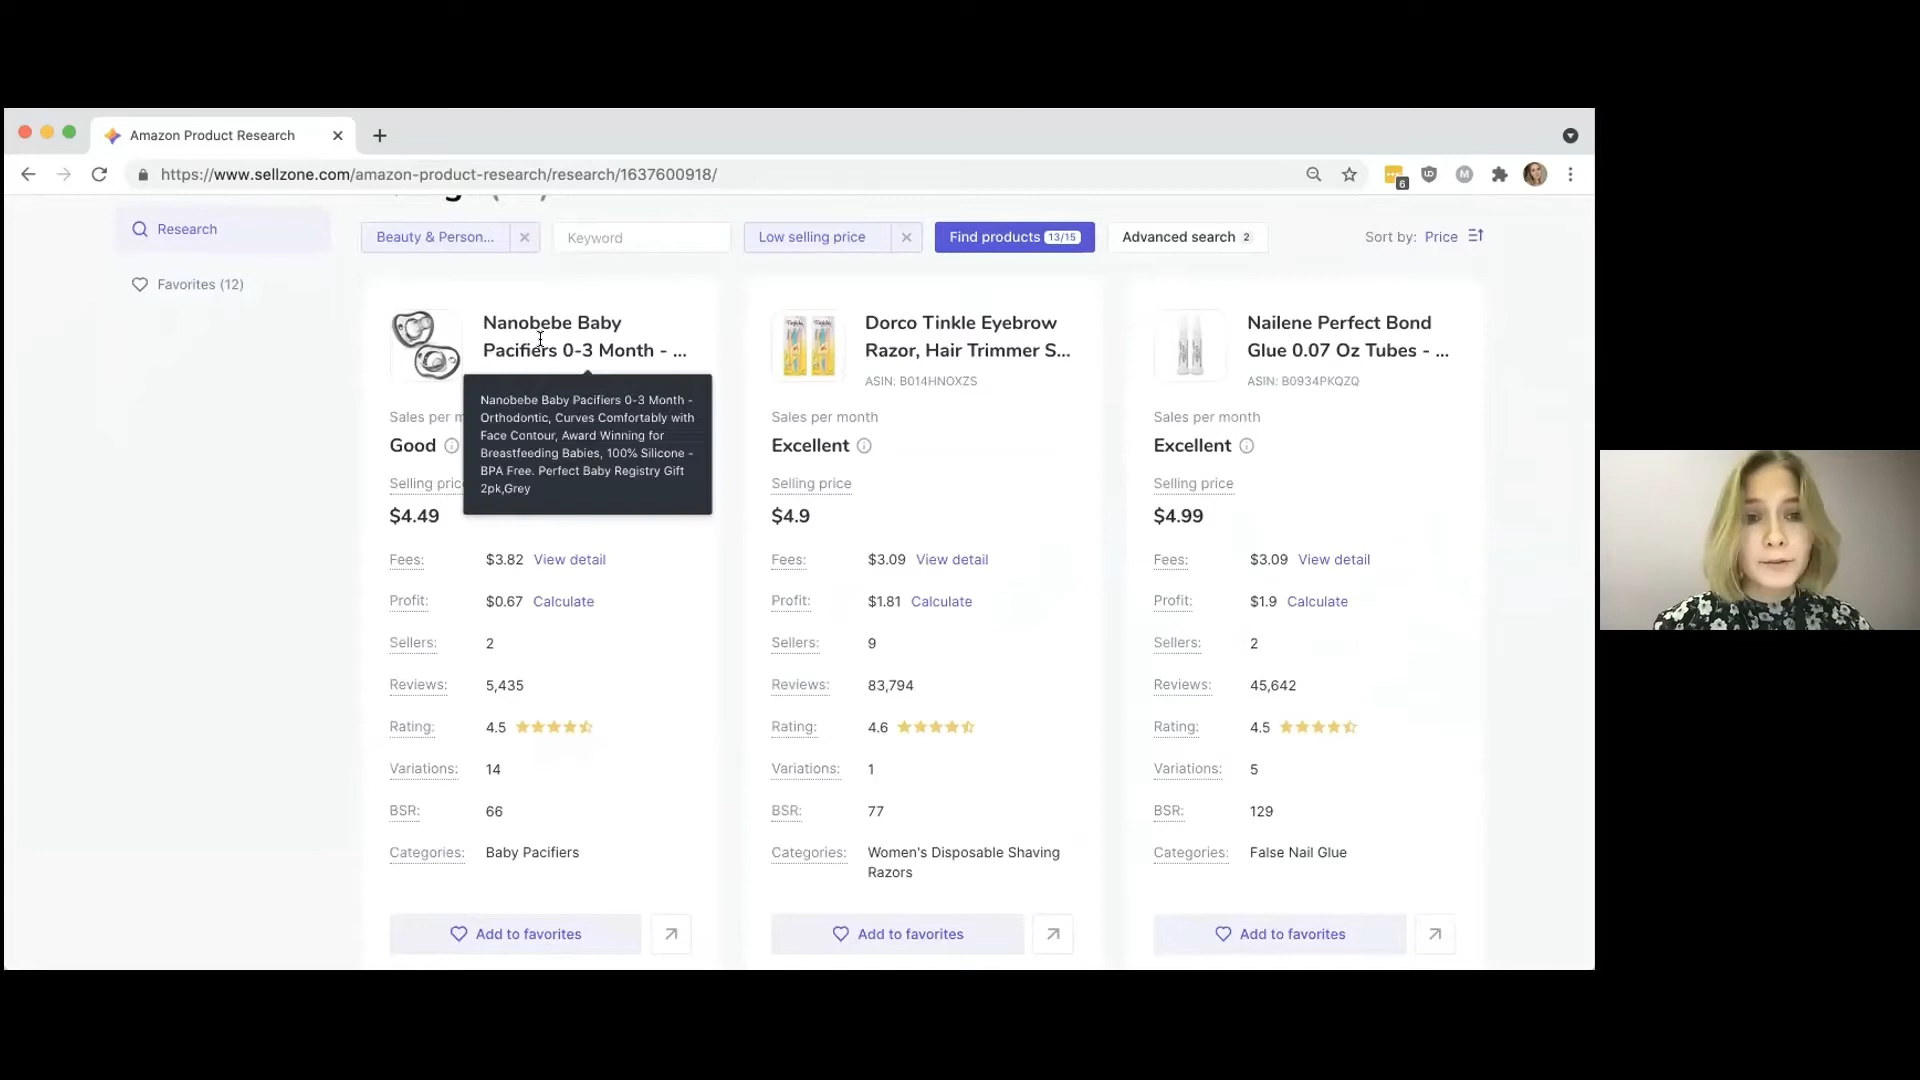 Amazon Product Research
https://www.sellzone.com/amazon-product-research/research/1637600918/
6
Research
Favorites (12)
Beauty & Person...
Keyword
Low selling price
Find products 13/15
Advanced search 2
Sort by: Price
Nanobebe Baby
Pacifiers 0-3 Month - ...
Nanobebe Baby Pacifiers 0-3 Month -
Orthodontic, Curves Comfortably with
Face Contour, Award Winning for
Breastfeeding Babies, 100% Silicone -
BPA Free. Perfect Baby Registry Gift
2pk,Grey
Sales per m
Good
Selling pric
$4.49
Fees: $3.82 View detail
Profit: $0.67 Calculate
Sellers: 2
Reviews: 5,435
Rating: 4.5
Variations: 14
BSR: 66
Categories: Baby Pacifiers
Add to favorites
Dorco Tinkle Eyebrow
Razor, Hair Trimmer S...
ASIN: B014HNOXZS
Sales per month
Excellent
Selling price
$4.9
Fees: $3.09 View detail
Profit: $1.81 Calculate
Sellers: 9
Reviews: 83,794
Rating: 4.6
Variations: 1
BSR: 77
Categories: Women's Disposable Shaving
Razors
Add to favorites
Nailene Perfect Bond
Glue 0.07 Oz Tubes - ...
ASIN: B0934PKQZQ
Sales per month
Excellent
Selling price
$4.99
Fees: $3.09 View detail
Profit: $1.9 Calculate
Sellers: 2
Reviews: 45,642
Rating: 4.5
Variations: 5
BSR: 129
Categories: False Nail Glue
Add to favorites